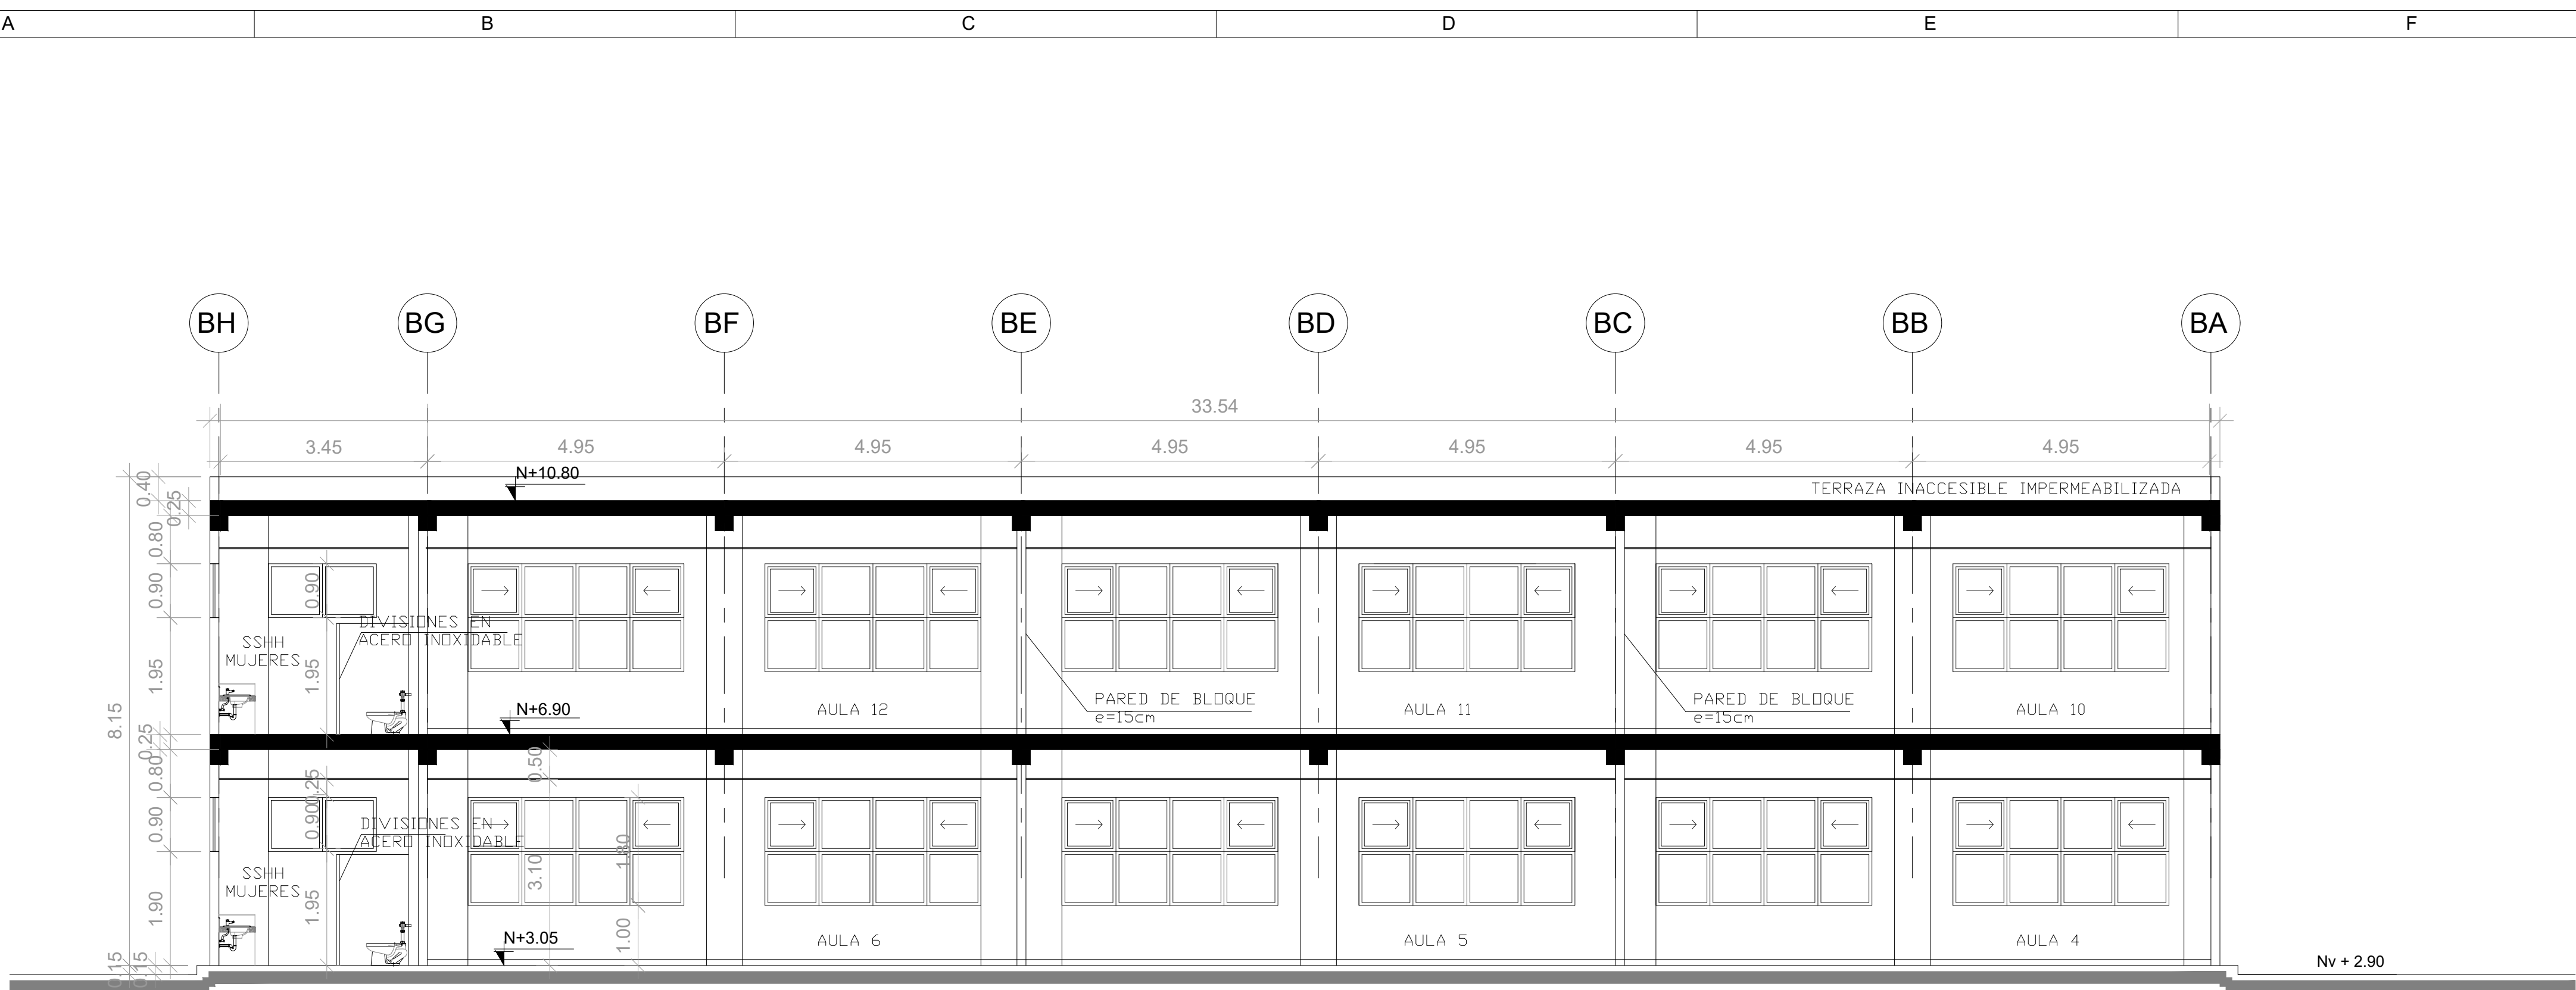 A B C D E F
BH BG BF BE BD BC BB BA
33.54
3.45 4.95 4.95 4.95 4.95 4.95 4.95
N+10.80
0.40
0.25
TERRAZA INACCESIBLE IMPERMEABILIZADA
0.80
0.90
0.90
DIVISIONES EN
ACERO INOXIDABLE
SSHH
MUJERES
1.95
1.95
PARED DE BLOQUE
e=15cm
PARED DE BLOQUE
e=15cm
N+6.90
AULA 12
AULA 11
AULA 10
8.15
0.25
0.50
0.80
0.25
0.90
0.90
DIVISIONES EN
ACERO INOXIDABLE
1.80
3.10
SSHH
MUJERES
1.90
1.95
1.00
N+3.05
AULA 6
AULA 5
AULA 4
0.15
0.15
Nv + 2.90